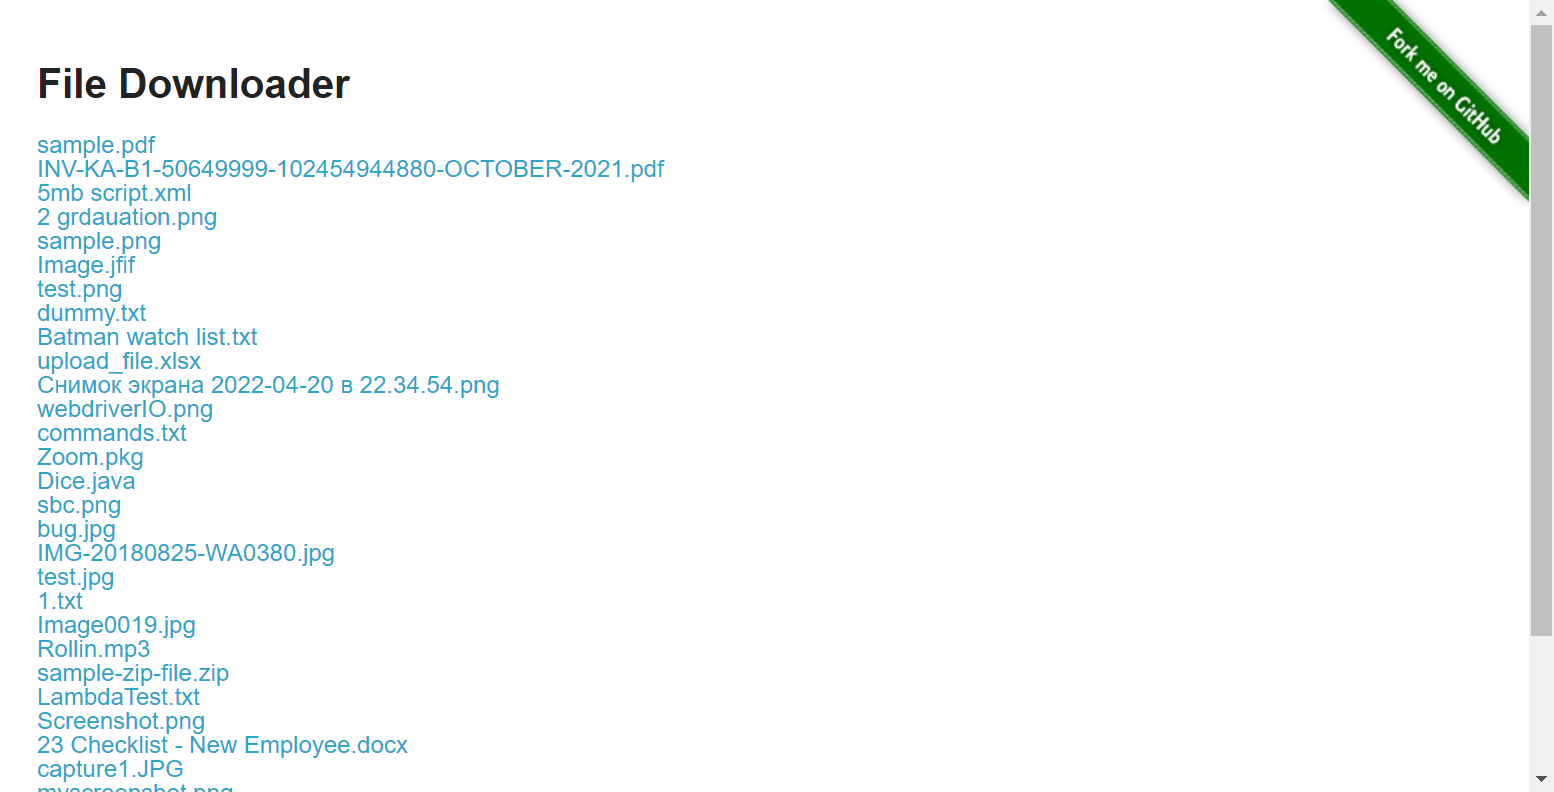 Fork me on GitHub
File Downloader
sample.pdf
INV-KA-B1-50649999-102454944880-OCTOBER-2021.pdf
5mb script.xml
2 grdauation.png
sample.png
Image.jfif
test.png
dummy.txt
Batman watch list.txt
upload_file.xlsx
Снимок экрана 2022-04-20 в 22.34.54.png
webdriverIO.png
commands.txt
Zoom.pkg
Dice.java
sbc.png
bug.jpg
IMG-20180825-WA0380.jpg
test.jpg
1.txt
Image0019.jpg
Rollin.mp3
sample-zip-file.zip
LambdaTest.txt
Screenshot.png
23 Checklist - New Employee.docx
capture1.JPG
myscreenshot.png